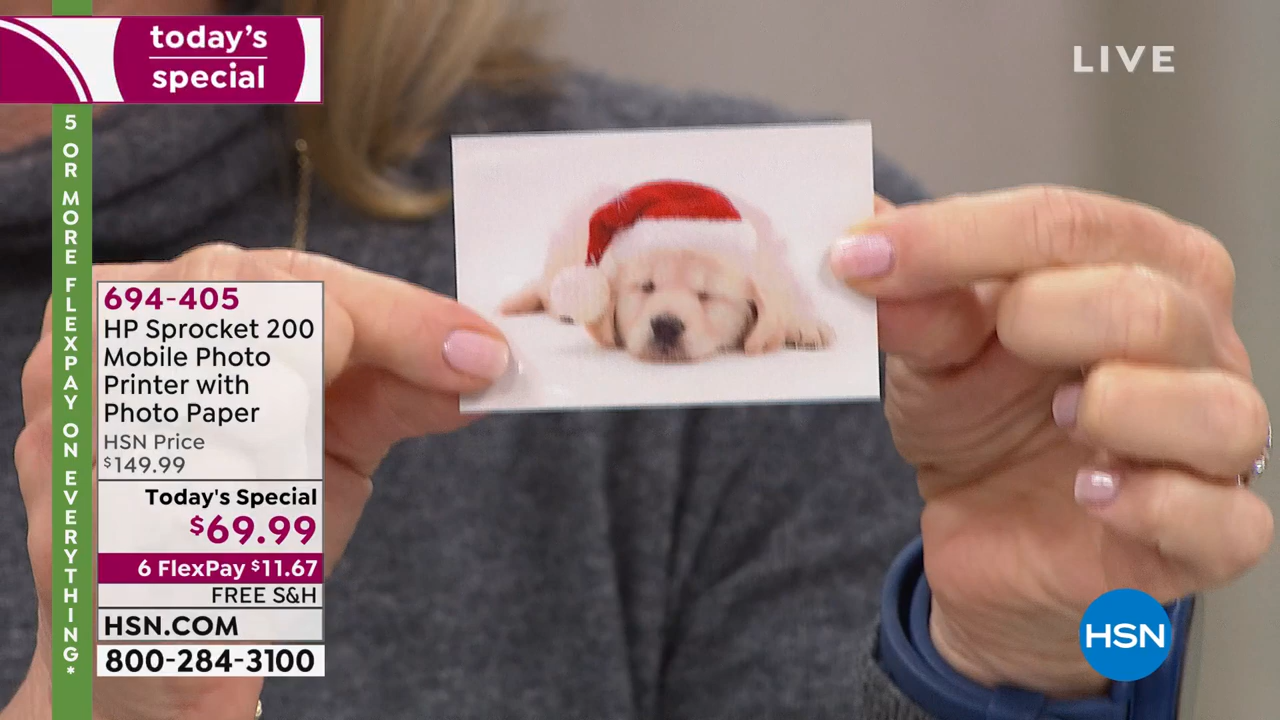 today's
special
LIVE
5 OR MORE FLEXPAY ON EVERYTHING*
694-405
HP Sprocket 200
Mobile Photo
Printer with
Photo Paper
HSN Price
$149.99
Today's Special
$69.99
6 FlexPay $11.67
FREE S&H
HSN.COM
800-284-3100
HSN